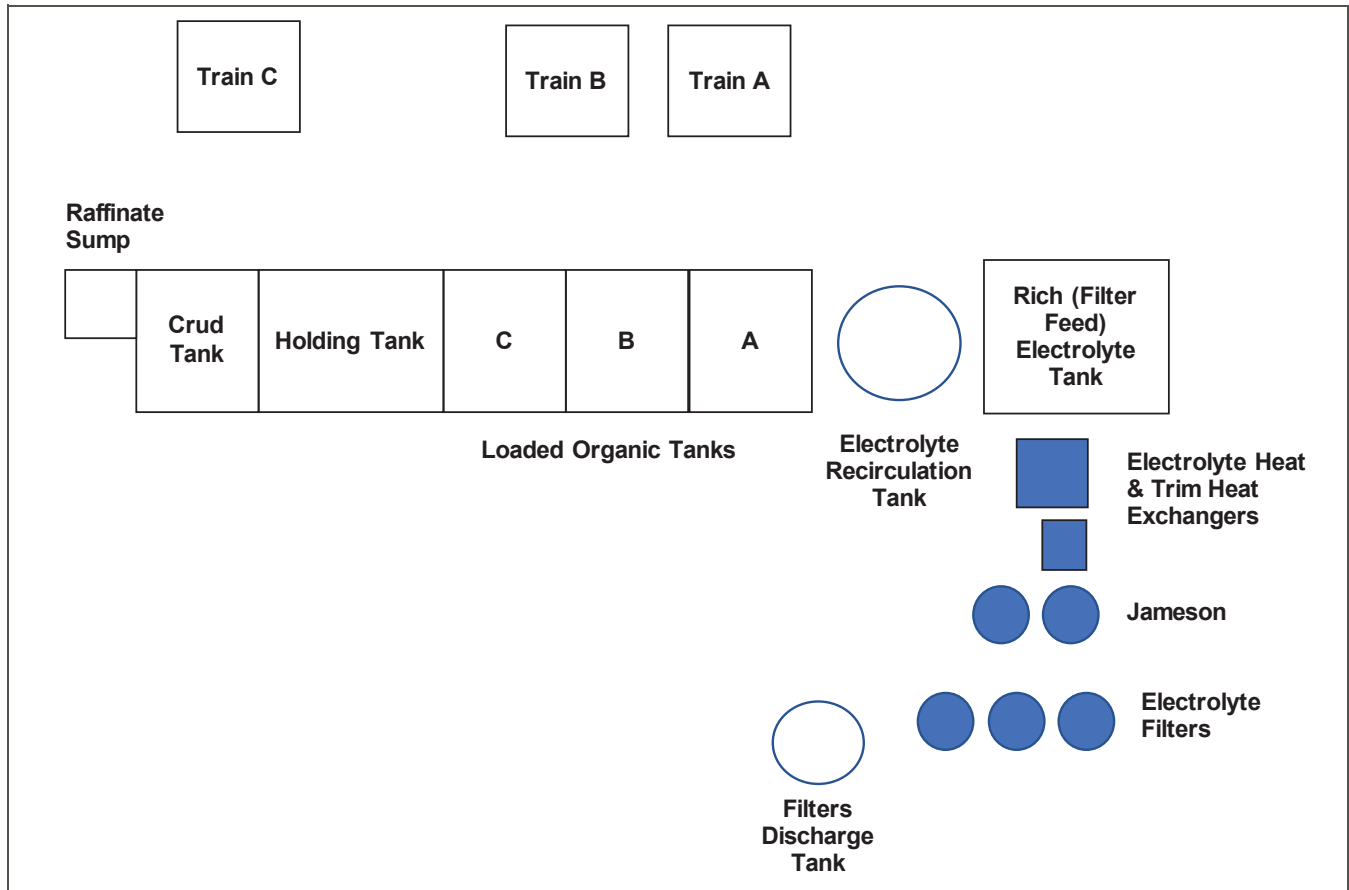 Train C
Train B
Train A
Raffinate
Sump
Crud
Tank
Holding Tank
C
B
A
Rich (Filter
Feed)
Electrolyte
Tank
Loaded Organic Tanks
Electrolyte
Recirculation
Tank
Electrolyte Heat
& Trim Heat
Exchangers
Jameson
Electrolyte
Filters
Filters
Discharge
Tank